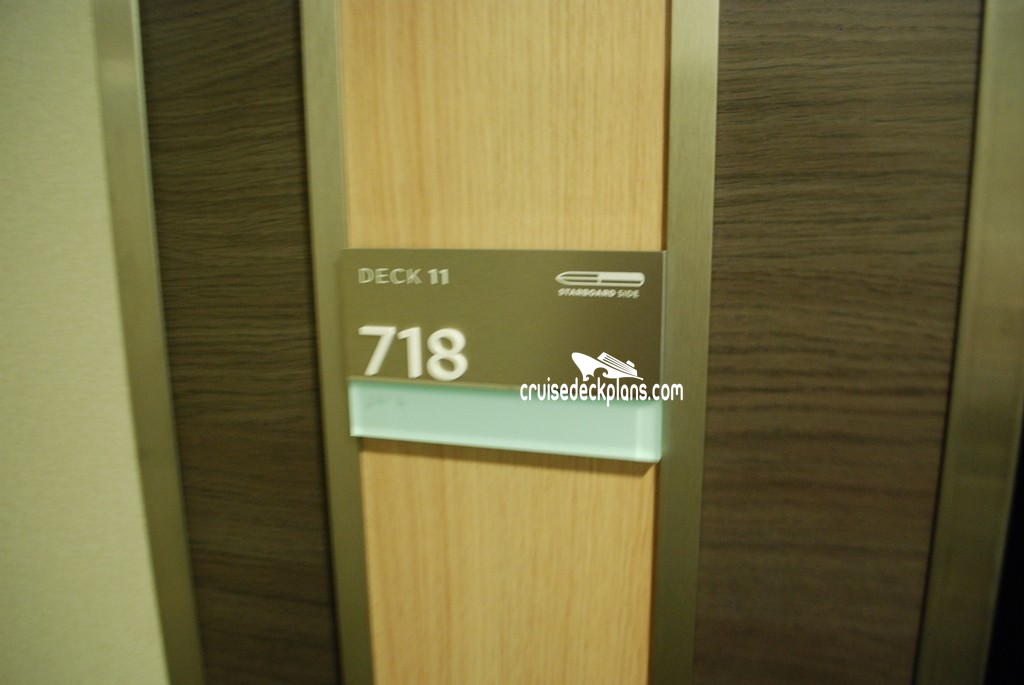 DECK 11
STARBOARD SIDE
718
cruisedeckplans.com